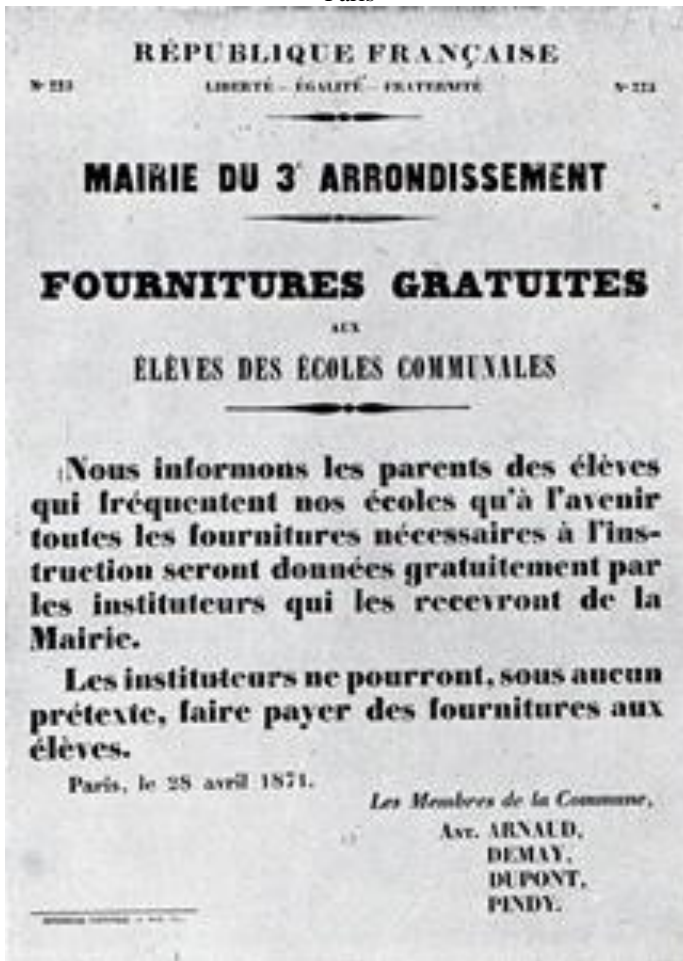 Paris
RÉPUBLIQUE FRANÇAISE
N° 223
LIBERTÉ – ÉGALITÉ – FRATERNITÉ
N° 223
MAIRIE DU 3e ARRONDISSEMENT
FOURNITURES GRATUITES
AUX
ÉLÈVES DES ÉCOLES COMMUNALES
Nous informons les parents des élèves
qui fréquentent nos écoles qu'à l'avenir
toutes les fournitures nécessaires à l'ins-
truction seront données gratuitement par
les instituteurs qui les recevront de la
Mairie.
Les instituteurs ne pourront, sous aucun
prétexte, faire payer des fournitures aux
élèves.
Paris, le 28 avril 1871.
Les Membres de la Commune,
Ant. ARNAUD,
DEMAY,
DUPONT,
PINDY.